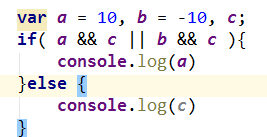 var a = 10, b = -10, c;
if( a && c || b && c ){
    console.log(a)
}else {
    console.log(c)
}